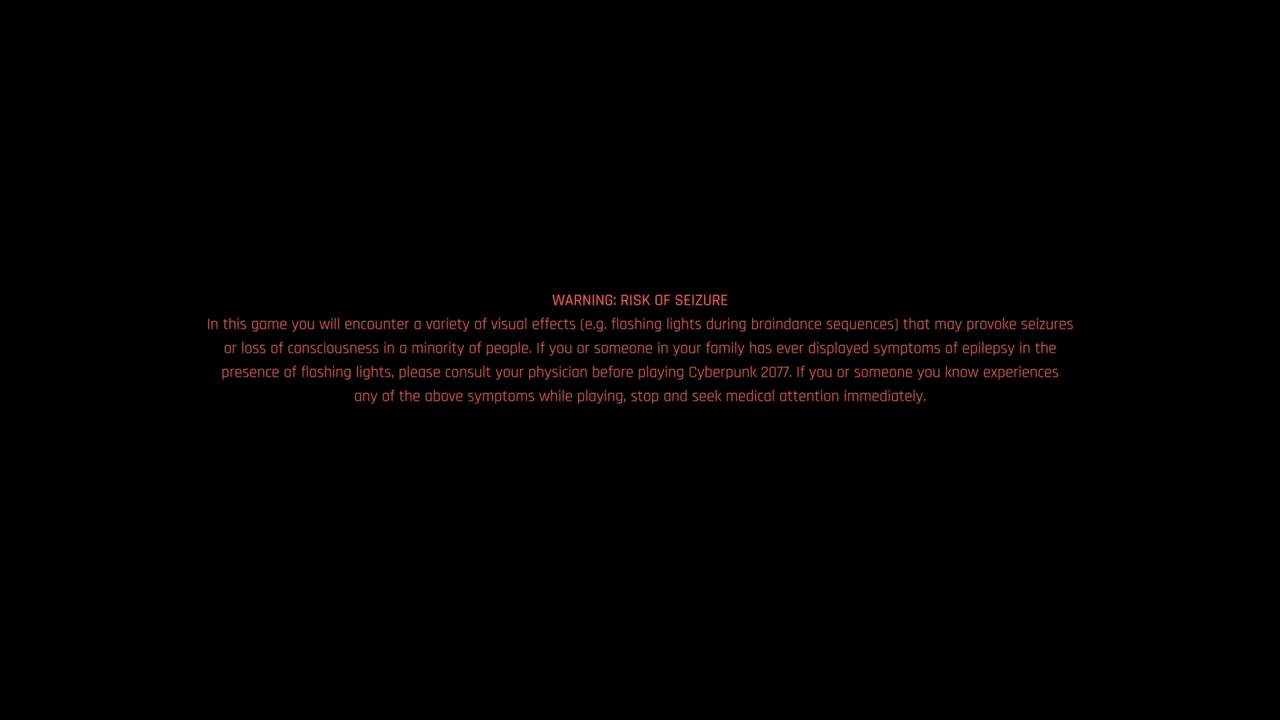 WARNING: RISK OF SEIZURE
In this game you will encounter a variety of visual effects (e.g. flashing lights during braindance sequences) that may provoke seizures
or loss of consciousness in a minority of people. If you or someone in your family has ever displayed symptoms of epilepsy in the
presence of flashing lights, please consult your physician before playing Cyberpunk 2077. If you or someone you know experiences
any of the above symptoms while playing, stop and seek medical attention immediately.